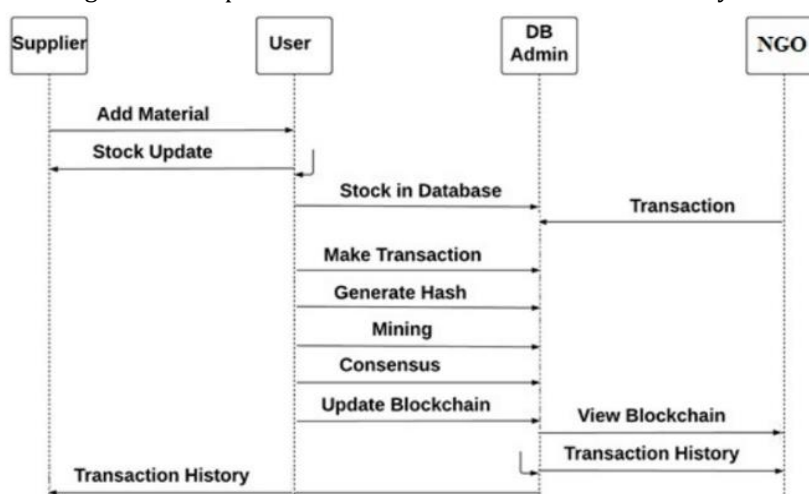 Supplier
User
DB
Admin
NGO
Add Material
Stock Update
Stock in Database
Transaction
Make Transaction
Generate Hash
Mining
Consensus
Update Blockchain
View Blockchain
Transaction History
Transaction History